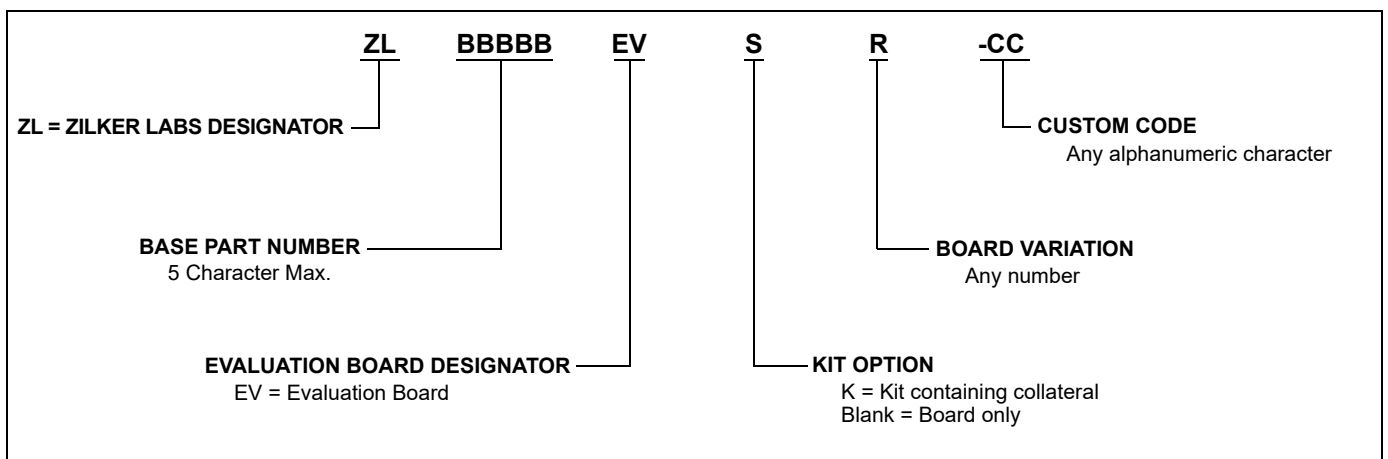 ZL BBBBB EV S R -CC
ZL = ZILKER LABS DESIGNATOR
CUSTOM CODE
Any alphanumeric character
BASE PART NUMBER
5 Character Max.
BOARD VARIATION
Any number
EVALUATION BOARD DESIGNATOR
EV = Evaluation Board
KIT OPTION
K = Kit containing collateral
Blank = Board only